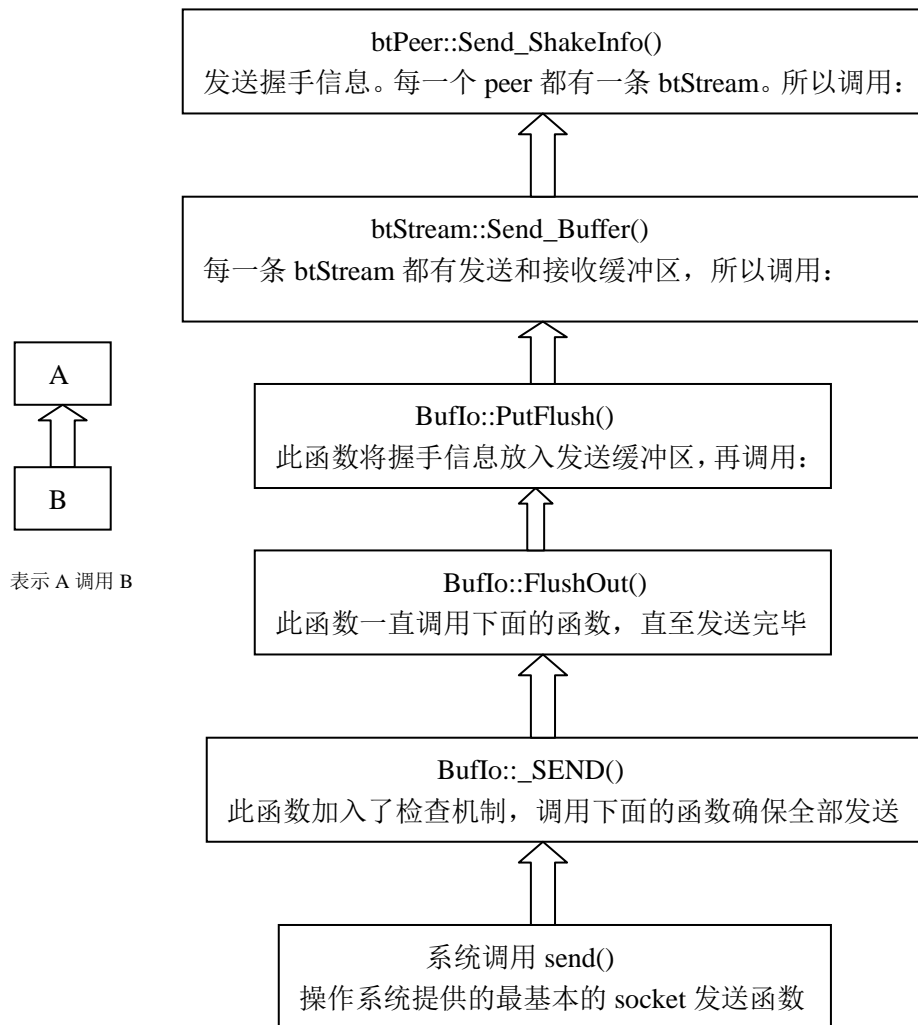 btPeer::Send_ShakeInfo()
发送握手信息。每一个 peer 都有一条 btStream。所以调用：
btStream::Send_Buffer()
每一条 btStream 都有发送和接收缓冲区，所以调用：
A
B
表示 A 调用 B
BufIo::PutFlush()
此函数将握手信息放入发送缓冲区，再调用：
BufIo::FlushOut()
此函数一直调用下面的函数，直至发送完毕
BufIo::_SEND()
此函数加入了检查机制，调用下面的函数确保全部发送
系统调用 send()
操作系统提供的最基本的 socket 发送函数